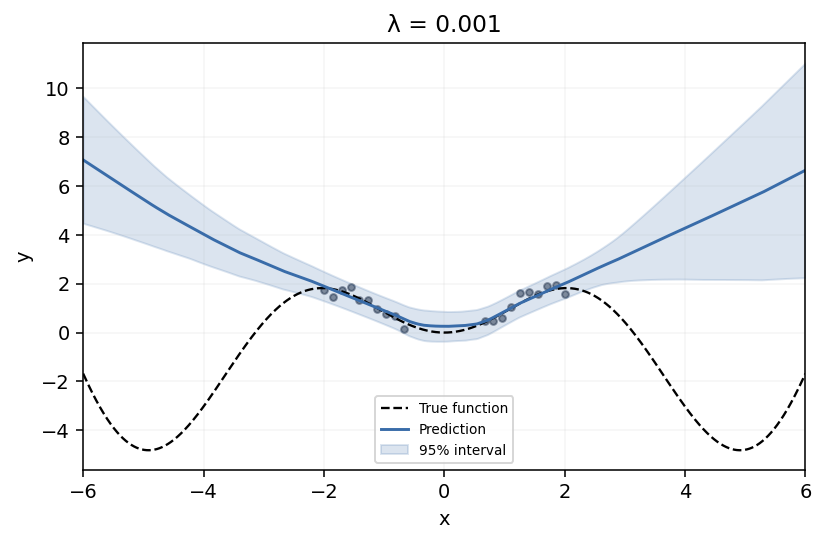 λ = 0.001
y
10
8
6
4
2
0
−2
−4
True function
Prediction
95% interval
−6
−4
−2
0
2
4
6
x